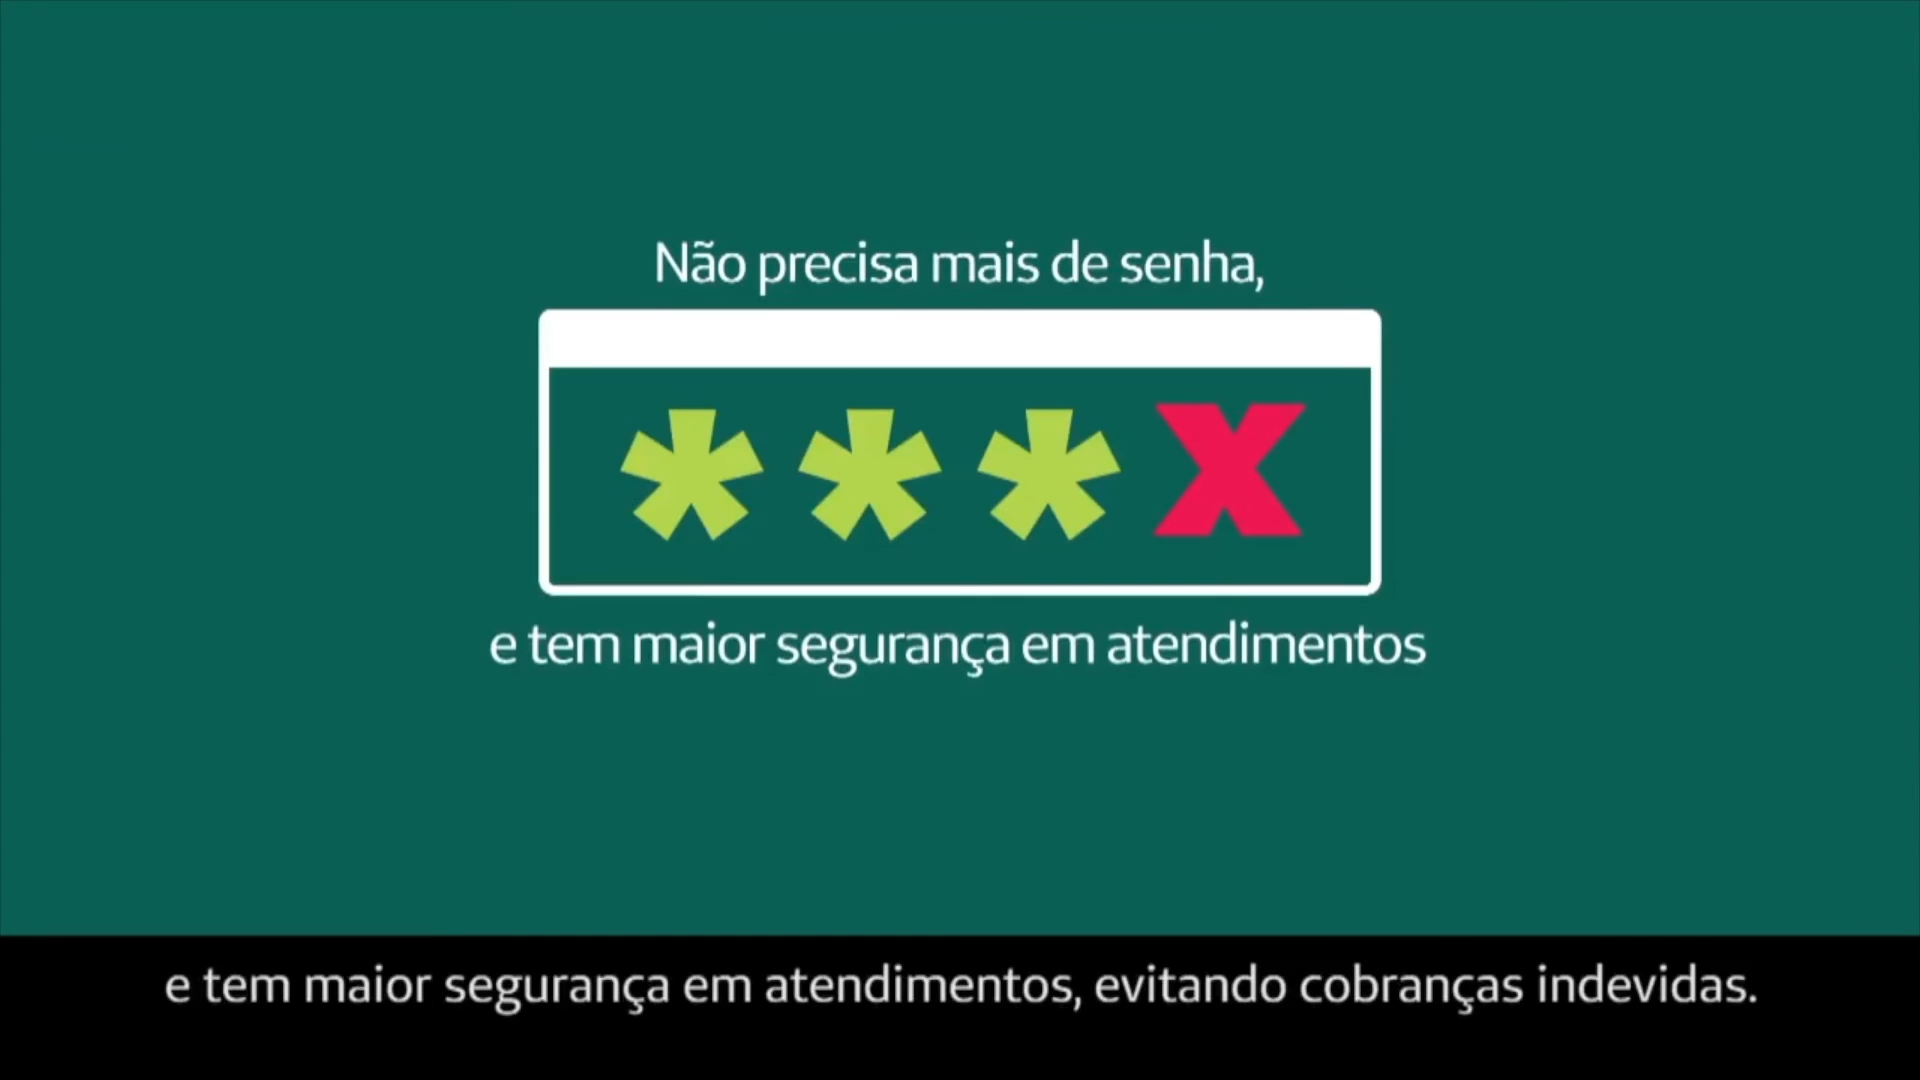 Não precisa mais de senha,
***X
e tem maior segurança em atendimentos
e tem maior segurança em atendimentos, evitando cobranças indevidas.